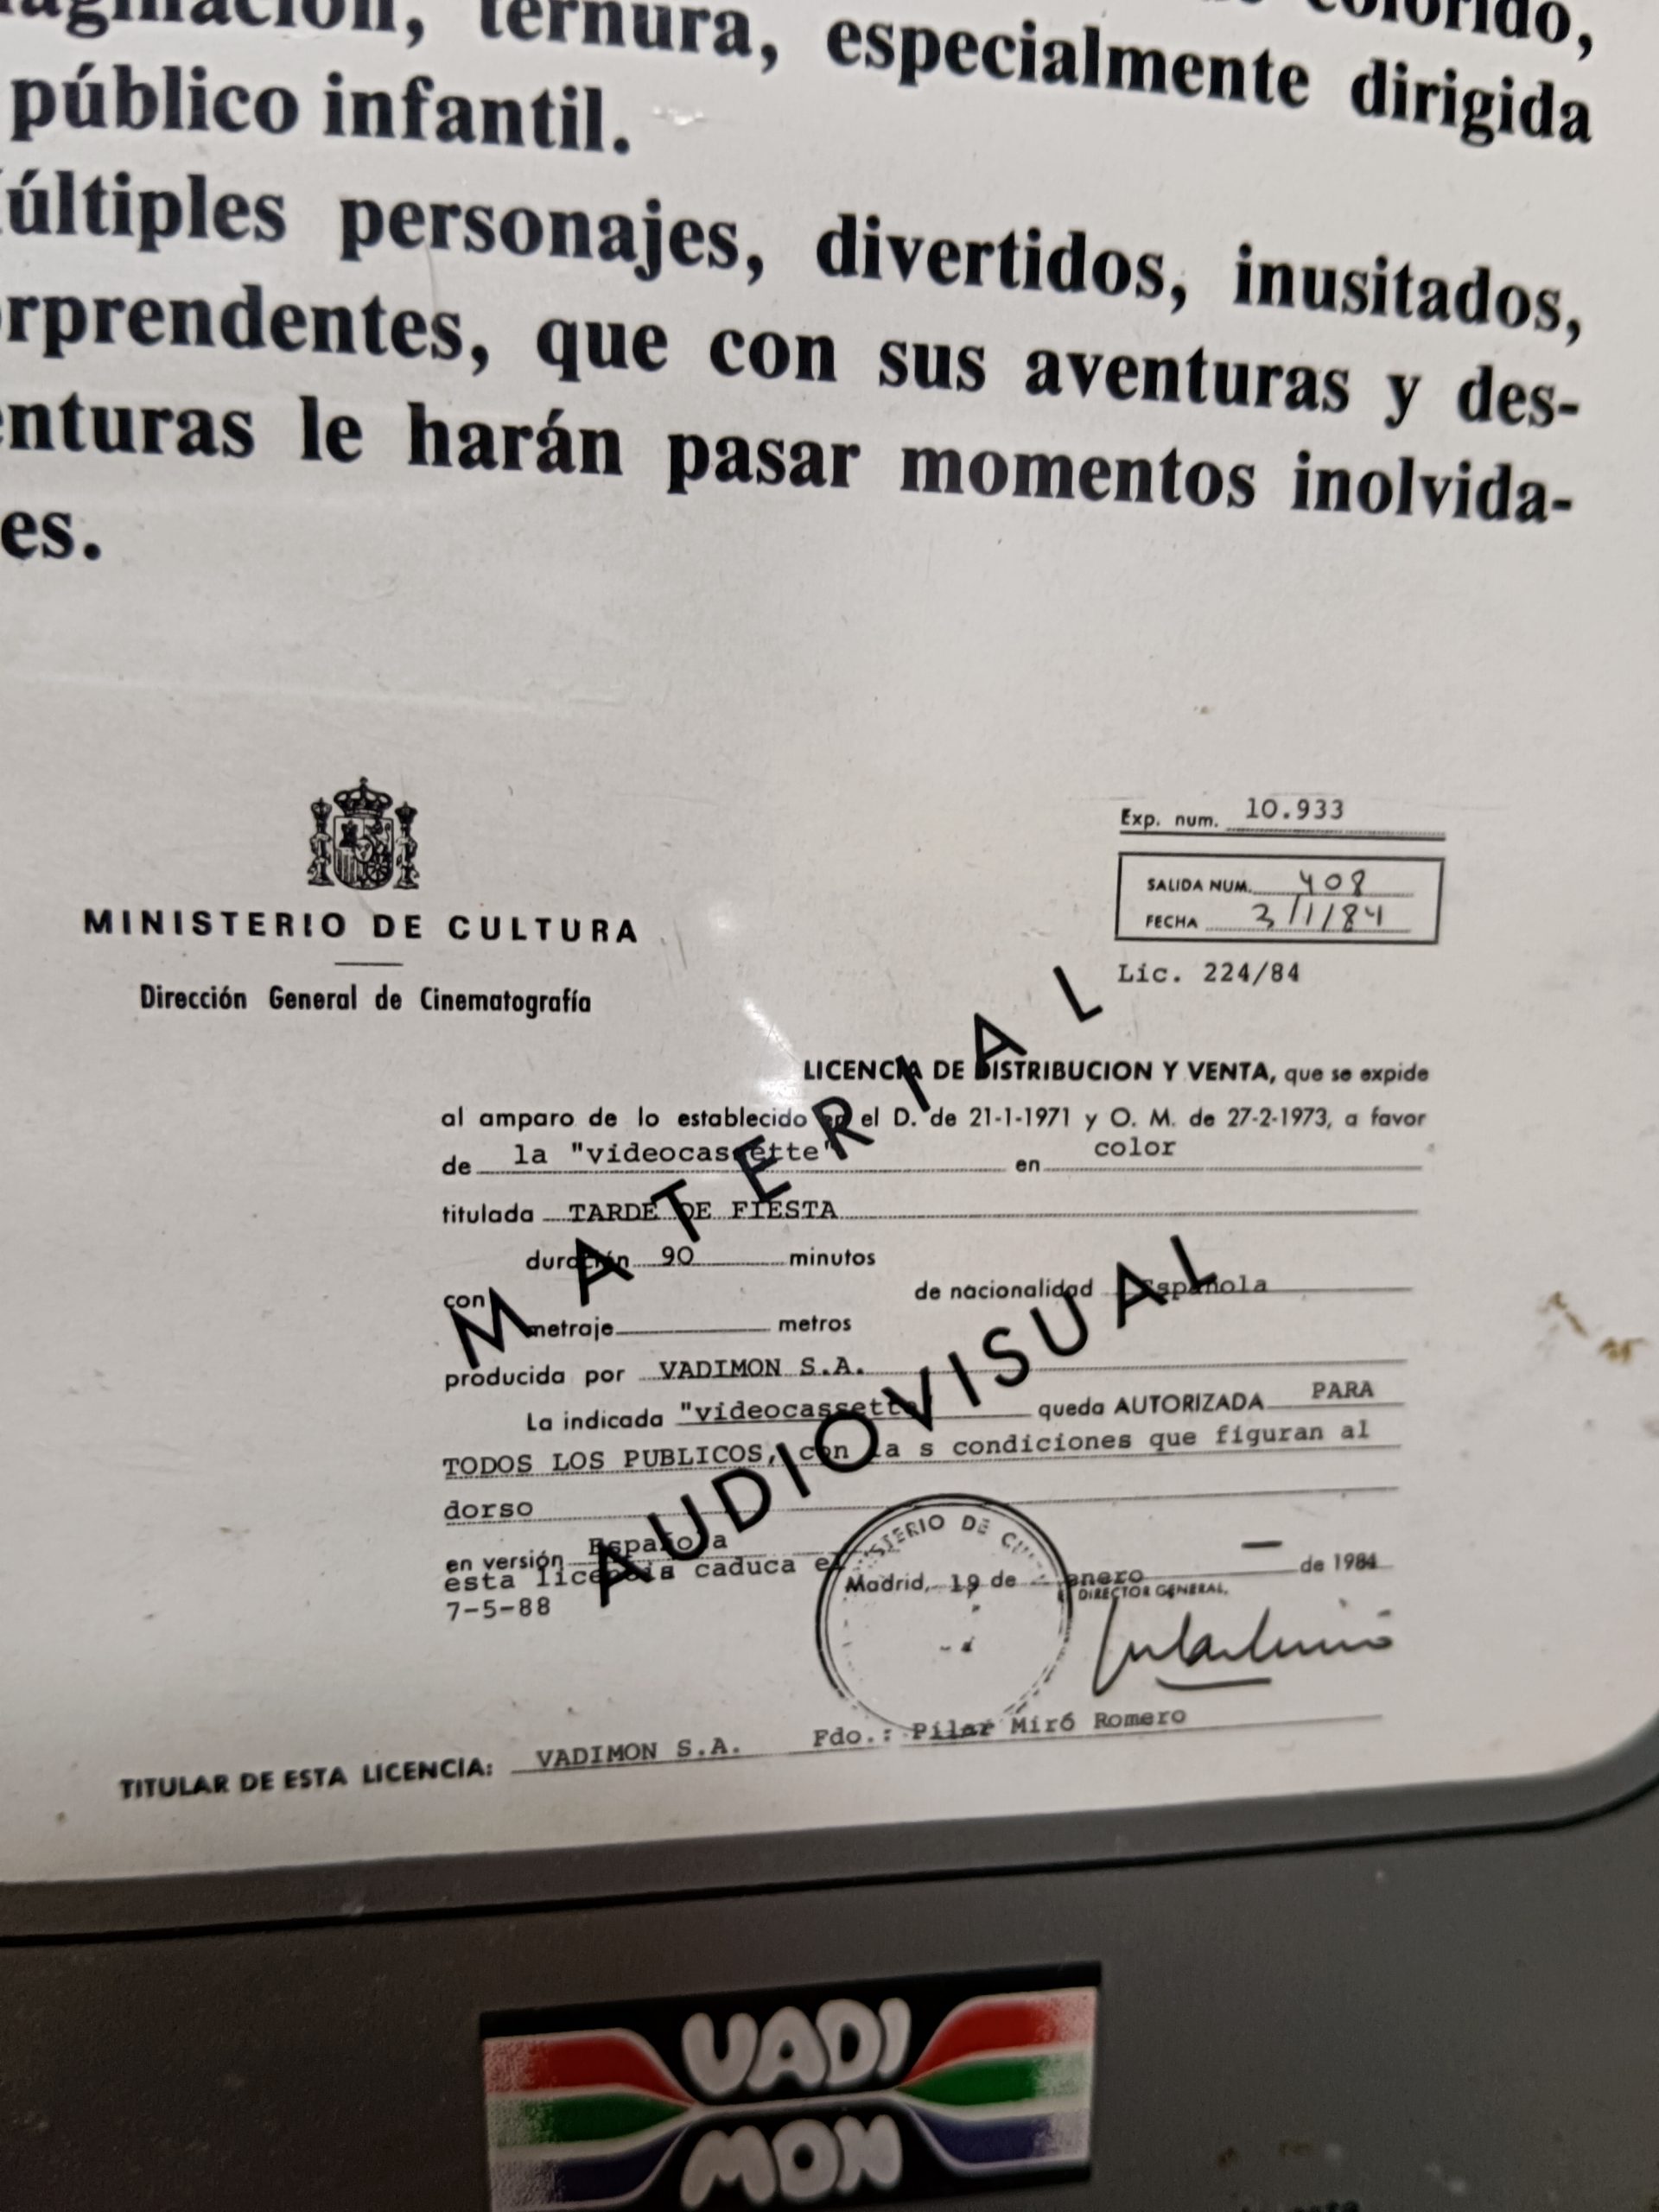 colorido,
ternura, especialmente dirigida
público infantil.
personajes, divertidos, inusitados,
que con sus aventuras y des-
le harán pasar momentos inolvida-
es.
MINISTERIO DE CULTURA
Dirección General de Cinematografía
Exp. num. 10.933
SALIDA NUM. 408
FECHA 3/1/84
Lic. 224/84
LICENCIA DE DISTRIBUCION Y VENTA, que se expide
al amparo de lo establecido en el D. de 21-1-1971 y O. M. de 27-2-1973, a favor
de la "videocassette" en color
titulada TARDE DE FIESTA
duración 90 minutos
con de nacionalidad Española
metraje metros
producida por VADIMON S.A.
La indicada "videocassette" queda AUTORIZADA PARA
TODOS LOS PUBLICOS, con la s condiciones que figuran al
dorso
en versión Española
esta licencia caduca el
7-5-88
Madrid, 19 de enero de 1984
DIRECTOR GENERAL,
MINISTERIO DE
Fdo.: Pilar Miró Romero
TITULAR DE ESTA LICENCIA: VADIMON S.A.
MATERIAL
AUDIOVISUAL
VADI
MON